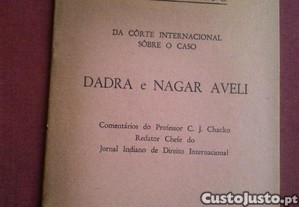 DA CÔRTE INTERNACIONAL
SÔBRE O CASO
DADRA e NAGAR AVELI
Comentários do Professor C. J. Chacko
Redator Chefe do
Jornal Indiano de Direito Internacional
CustoJusto.pt